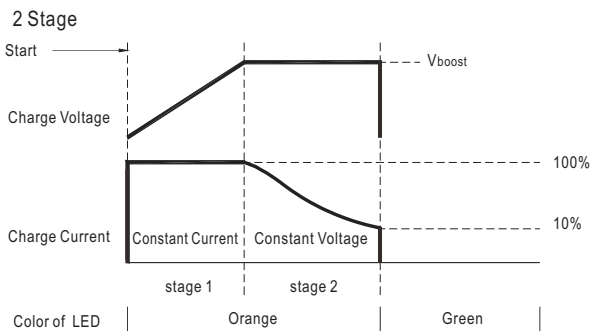 2 Stage
Start
Vboost
Charge Voltage
100%
10%
Charge Current
Constant Current
Constant Voltage
stage 1
stage 2
Color of LED
Orange
Green